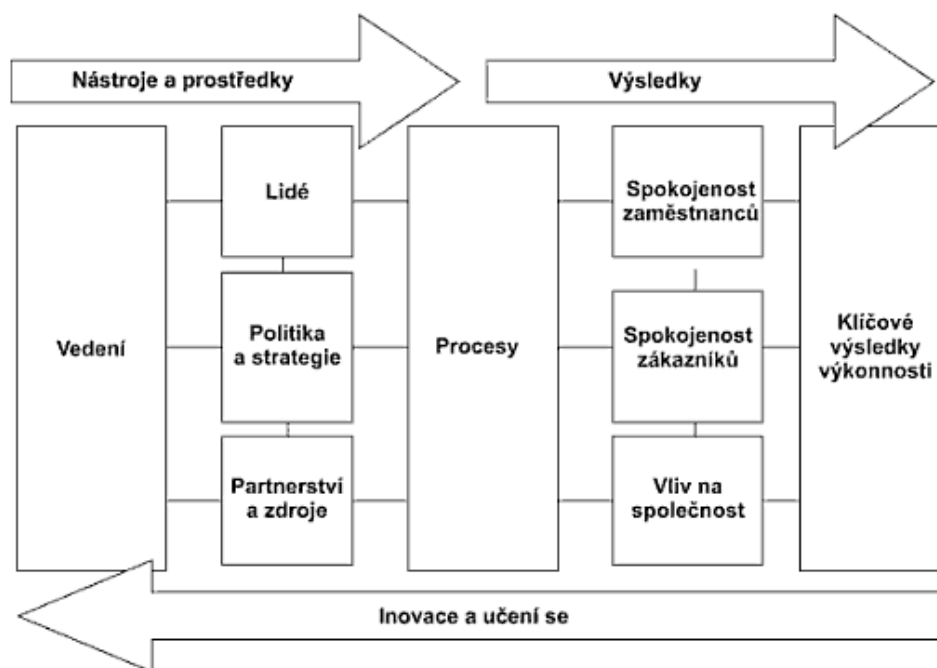 Nástroje a prostředky
Výsledky
Vedení
Lidé
Politika
a strategie
Partnerství
a zdroje
Procesy
Spokojenost
zaměstnanců
Spokojenost
zákazníků
Vliv na
společnost
Klíčové
výsledky
výkonnosti
Inovace a učení se